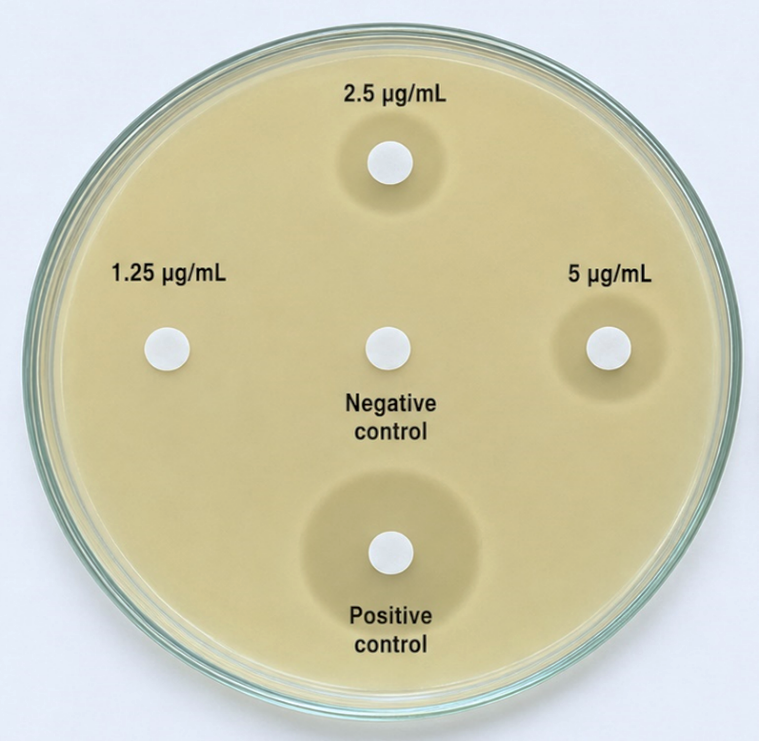 2.5 µg/mL
1.25 µg/mL
5 µg/mL
Negative
control
Positive
control